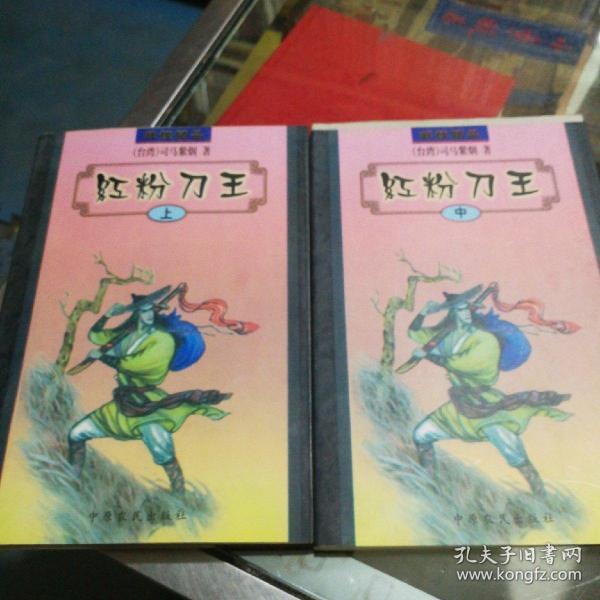 (台湾)司马紫烟 著
红粉刀王
上
中原农民出版社
(台湾)司马紫烟 著
红粉刀王
中
中原农民出版社
孔夫子旧书网
www.kongfz.com